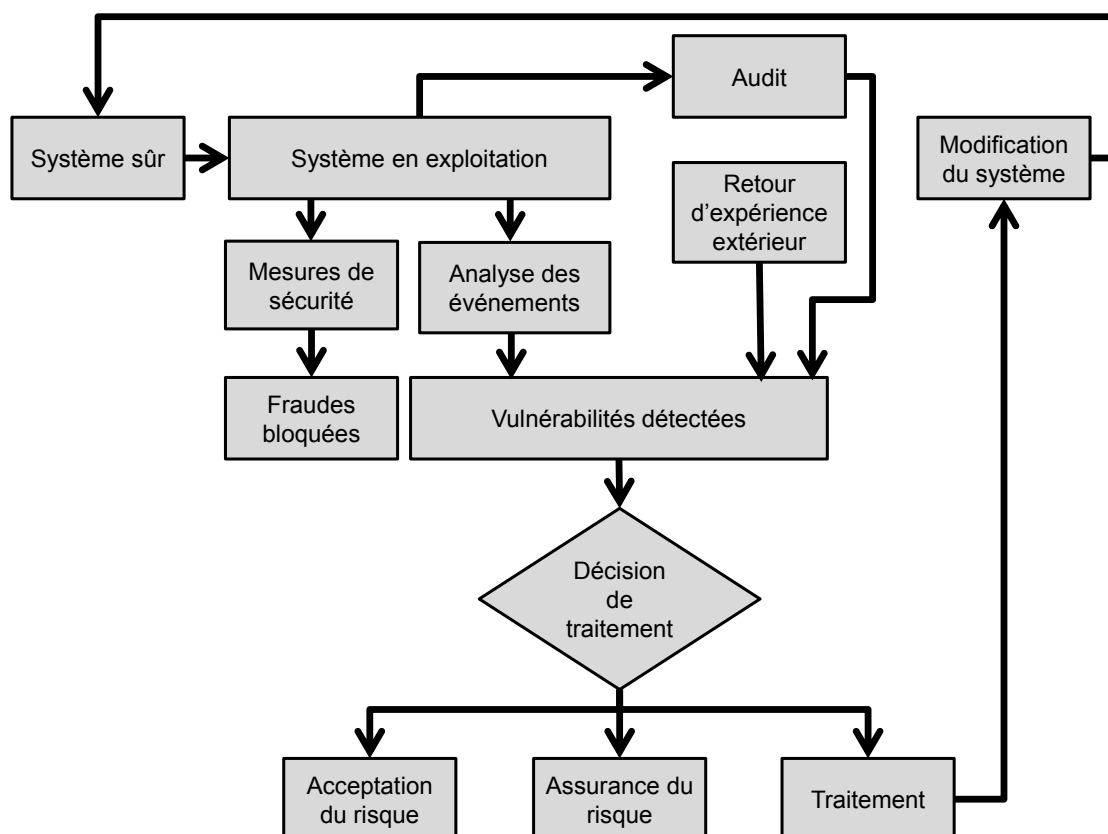 Audit
Système sûr
Système en exploitation
Modification
du système
Retour
d’expérience
extérieur
Mesures de
sécurité
Analyse des
événements
Fraudes
bloquées
Vulnérabilités détectées
Décision
de
traitement
Acceptation
du risque
Assurance du
risque
Traitement